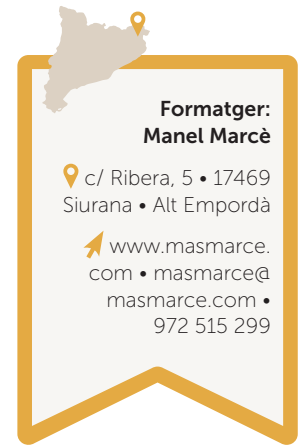 Formatger:
Manel Marcè
c/ Ribera, 5 • 17469
Siurana • Alt Empordà
www.masmarce.
com • masmarce@
masmarce.com •
972 515 299